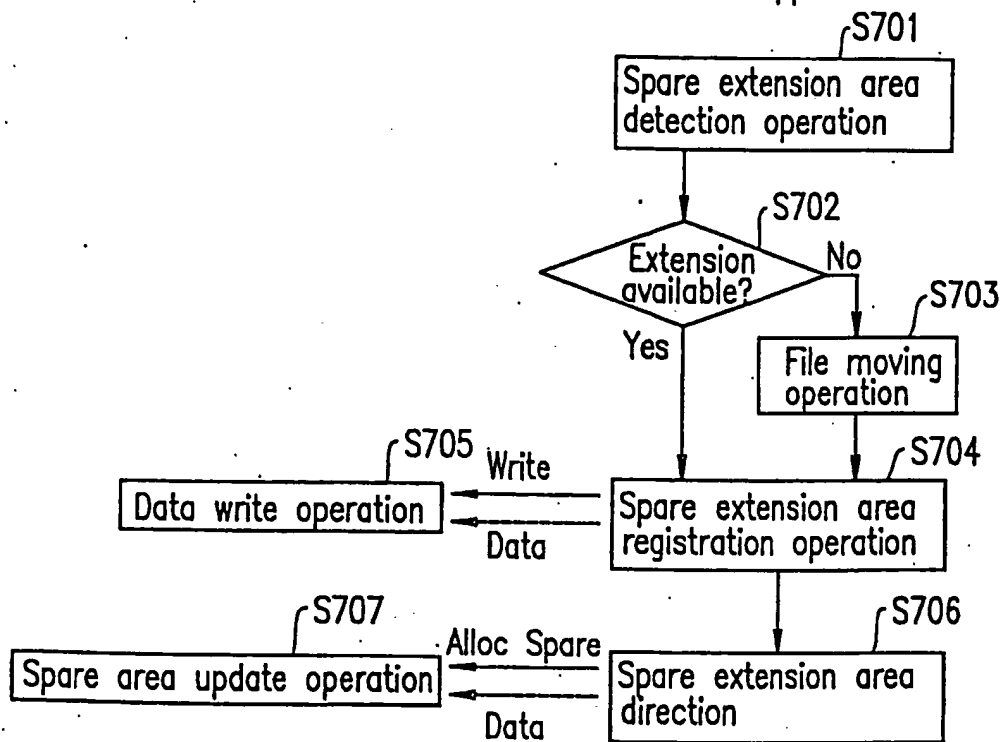 S701
Spare extension area
detection operation
S702
Extension
available?
No
Yes
S703
File moving
operation
S704
Spare extension area
registration operation
S705
Write
Data write operation
Data
S706
Spare extension area
direction
S707
Alloc Spare
Spare area update operation
Data